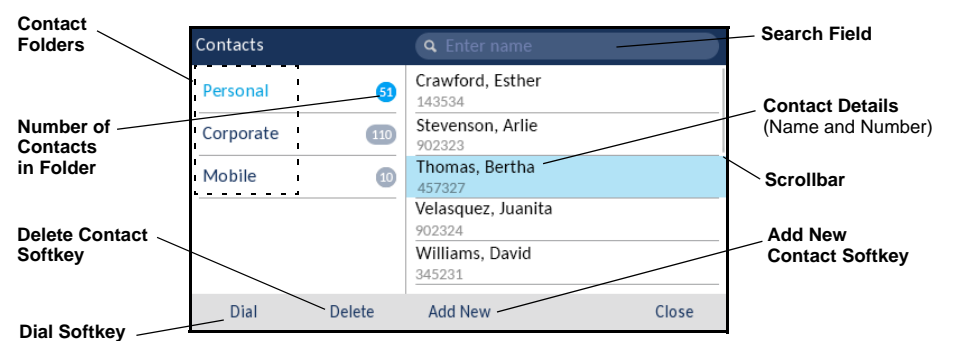 Contact
Folders
Number of
Contacts
in Folder
Delete Contact
Softkey
Dial Softkey
Contacts
Enter name
Personal 51
Corporate 110
Mobile 10
Crawford, Esther
143534
Stevenson, Arlie
902323
Thomas, Bertha
457327
Velasquez, Juanita
902324
Williams, David
345231
Dial Delete Add New Close
Search Field
Contact Details
(Name and Number)
Scrollbar
Add New
Contact Softkey